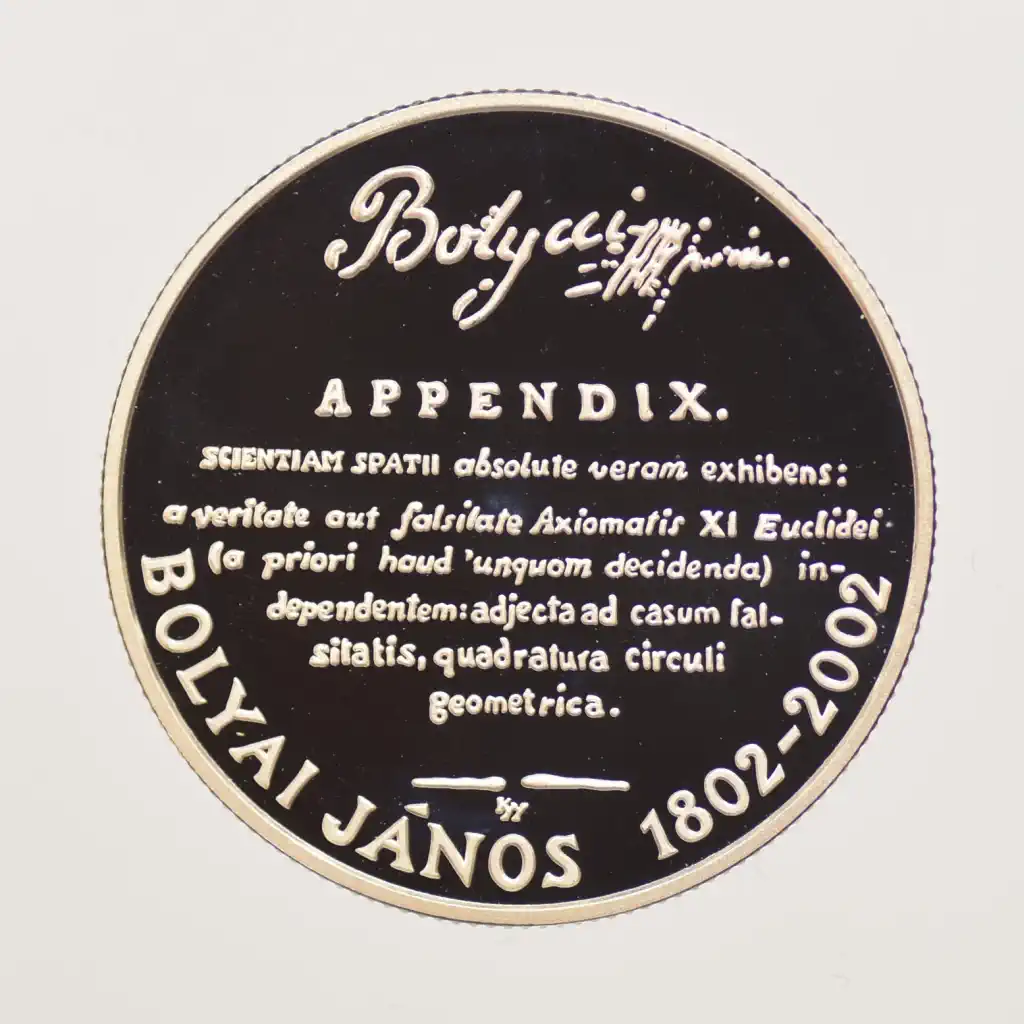 Bolyai
APPENDIX.
SCIENTIAM SPATII absolute veram exhibens:
a veritate aut falsitate Axiomatis XI Euclidei
(a priori haud 'unquom decidenda) in-
dependentem: adjecta ad casum fal-
sitatis, quadratura circuli
geometrica.
BOLYAI JÁNOS 1802-2002